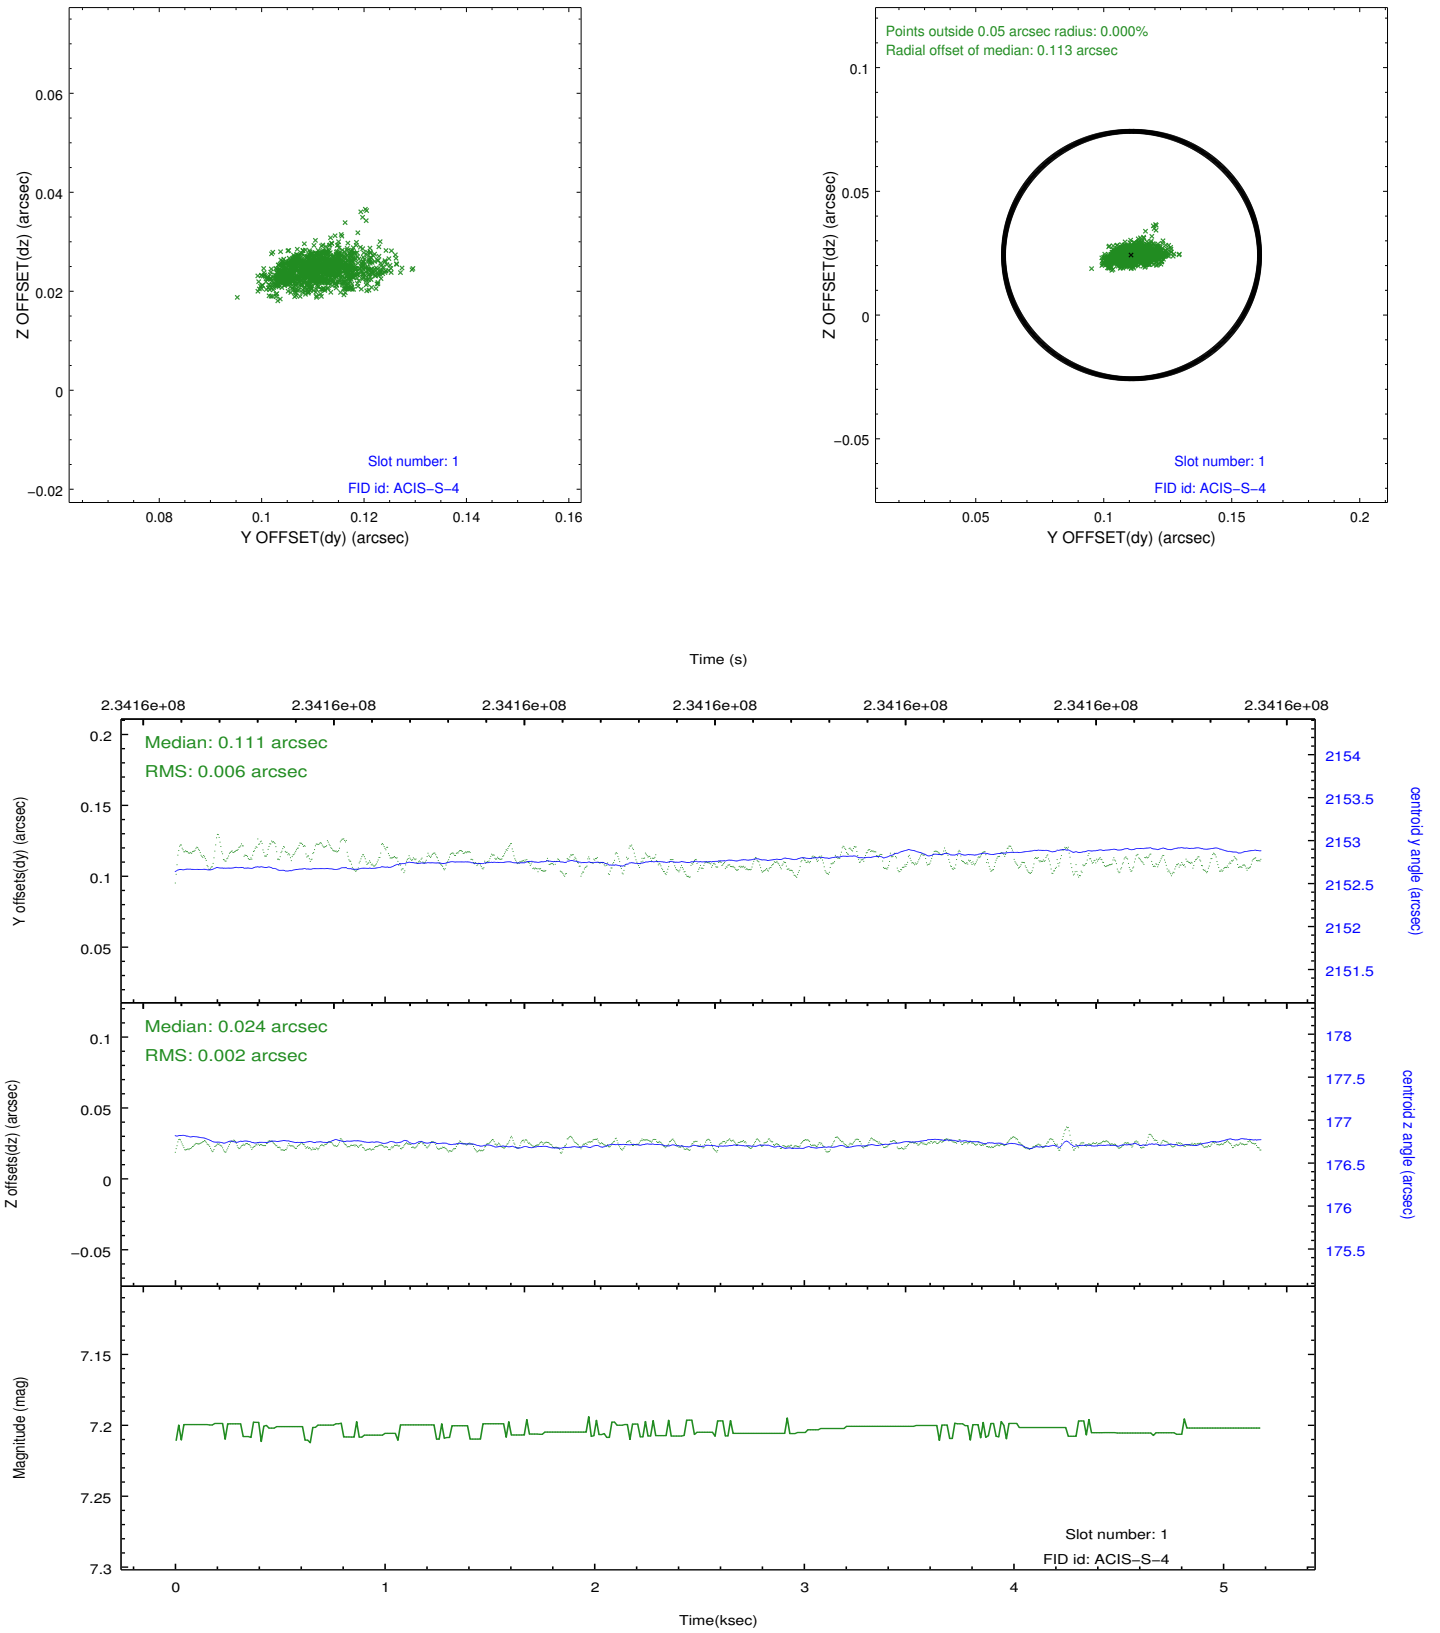 0.06
0.04
0.02
0
−0.02
Z OFFSET(dz) (arcsec)
Slot number: 1
FID id: ACIS−S−4
0.08 0.1 0.12 0.14 0.16
Y OFFSET(dy) (arcsec)
Points outside 0.05 arcsec radius: 0.000%
Radial offset of median: 0.113 arcsec
0.1
0.05
0
−0.05
Z OFFSET(dz) (arcsec)
Slot number: 1
FID id: ACIS−S−4
0.05 0.1 0.15 0.2
Y OFFSET(dy) (arcsec)
Time (s)
2.3416e+08 2.3416e+08 2.3416e+08 2.3416e+08 2.3416e+08 2.3416e+08 2.3416e+08
Median: 0.111 arcsec
RMS: 0.006 arcsec
0.2
0.15
0.1
0.05
Y offsets(dy) (arcsec)
2154
2153.5
2153
2152.5
2152
2151.5
centroid y angle (arcsec)
Median: 0.024 arcsec
RMS: 0.002 arcsec
0.1
0.05
0
−0.05
Z offsets(dz) (arcsec)
178
177.5
177
176.5
176
175.5
centroid z angle (arcsec)
7.15
7.2
7.25
7.3
Magnitude (mag)
Slot number: 1
FID id: ACIS−S−4
0 1 2 3 4 5
Time(ksec)